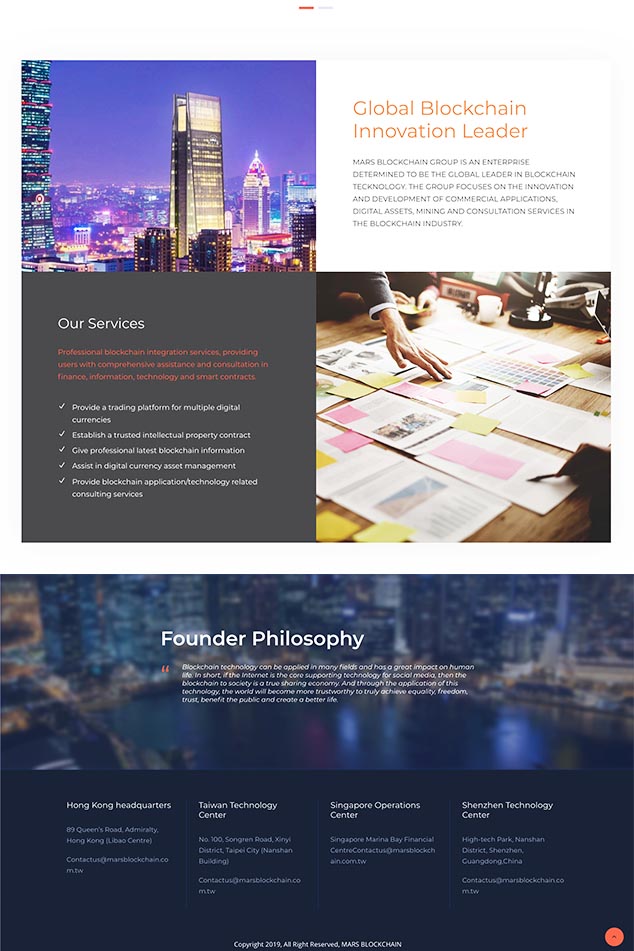 Global Blockchain
Innovation Leader
MARS BLOCKCHAIN GROUP IS AN ENTERPRISE
DETERMINED TO BE THE GLOBAL LEADER IN BLOCKCHAIN
TECKNOLOGY. THE GROUP FOCUSES ON THE INNOVATION
AND DEVELOPMENT OF COMMERCIAL APPLICATIONS,
DIGITAL ASSETS, MINING AND CONSULTATION SERVICES IN
THE BLOCKCHAIN INDUSTRY.
Our Services
Professional blockchain integration services, providing
users with comprehensive assistance and consultation in
finance, information, technology and smart contracts.
Provide a trading platform for multiple digital
currencies
Establish a trusted intellectual property contract
Give professional latest blockchain information
Assist in digital currency asset management
Provide blockchain application/technology related
consulting services
Founder Philosophy
“ Blockchain technology can be applied in many fields and has a great impact on human
life. In short, if the Internet is the core supporting technology for social media, then the
blockchain to society is a true sharing economy. And through the application of this
technology, the world will become more trustworthy to truly achieve equality, freedom,
trust, benefit the public and create a better life.
Hong Kong headquarters
89 Queen's Road, Admiralty,
Hong Kong (Libao Centre)
Contactus@marsblockchain.co
m.tw
Taiwan Technology
Center
No. 100, Songren Road, Xinyi
District, Taipei City (Nanshan
Building)
Contactus@marsblockchain.co
m.tw
Singapore Operations
Center
Singapore Marina Bay Financial
CentreContactus@marsblockch
ain.com.tw
Shenzhen Technology
Center
High-tech Park, Nanshan
District, Shenzhen,
Guangdong,China
Contactus@marsblockchain.co
m.tw
Copyright 2019, All Right Reserved, MARS BLOCKCHAIN